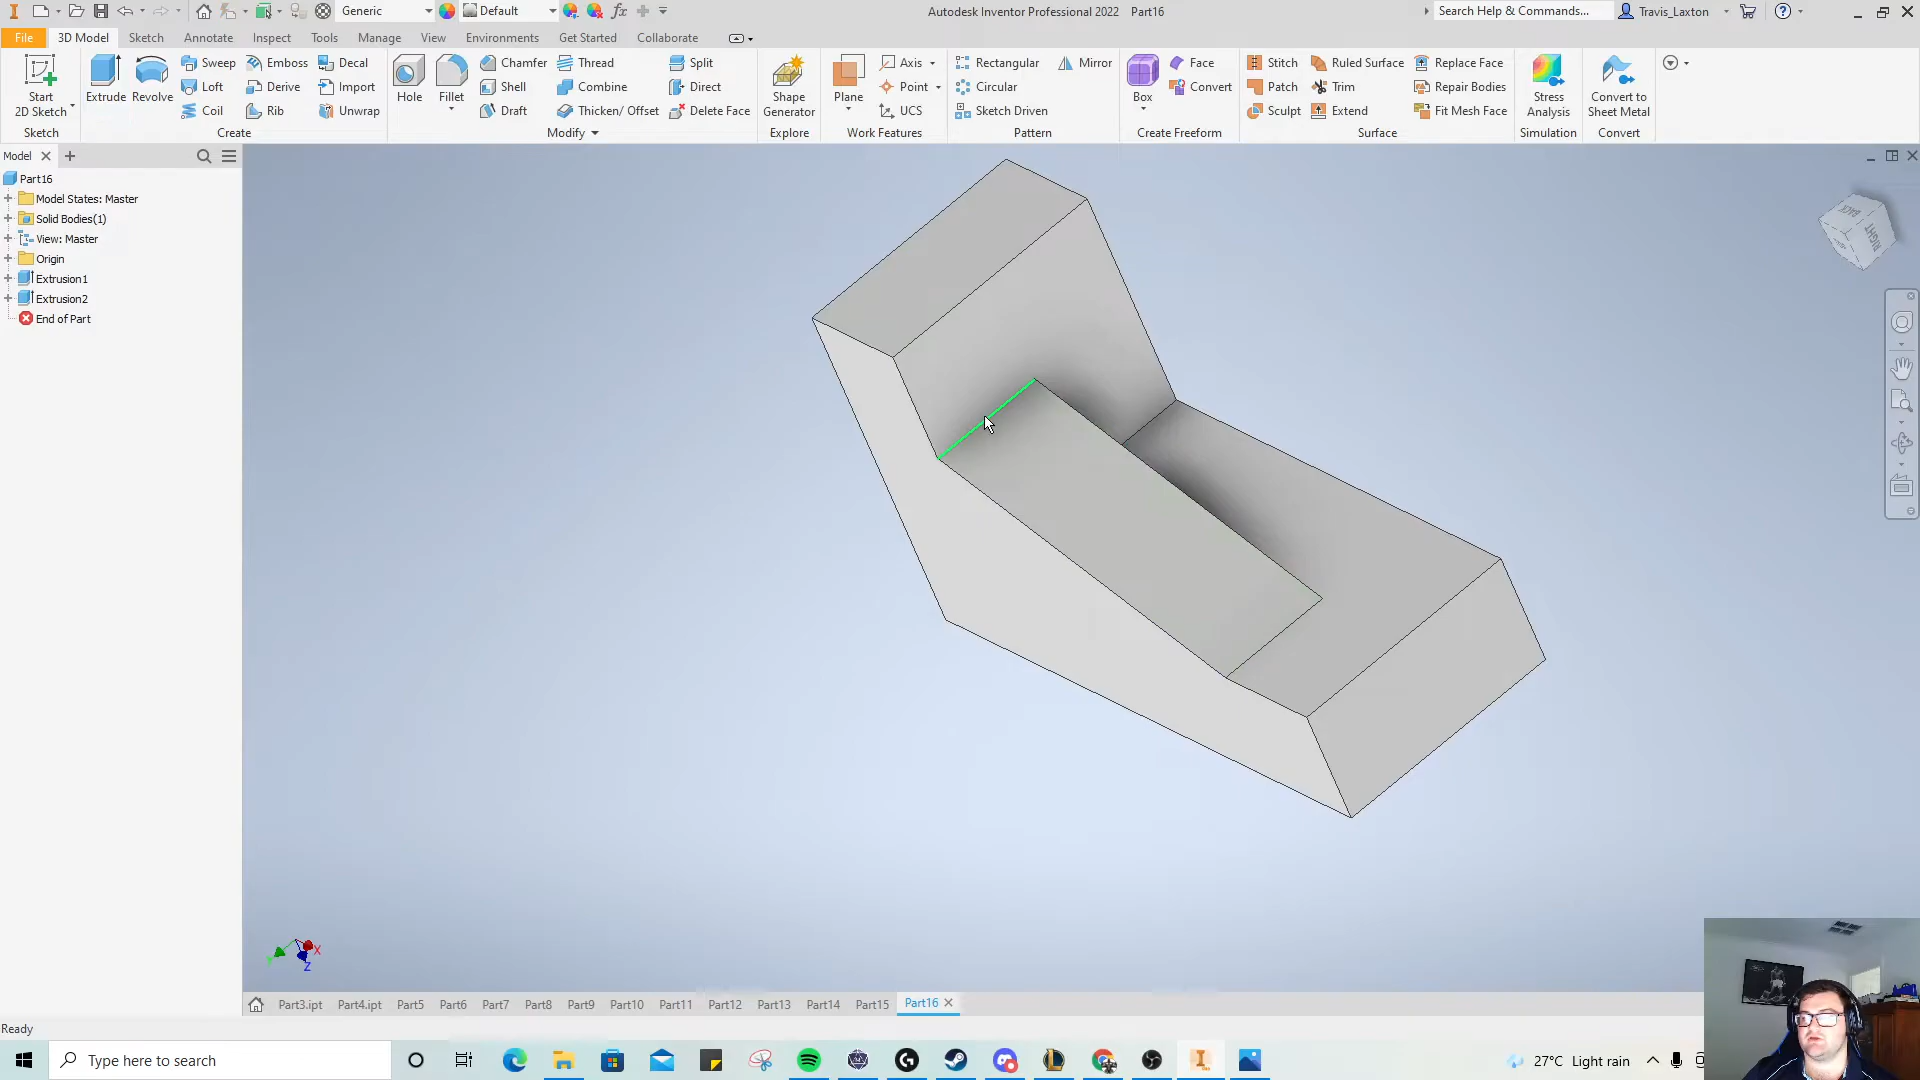 Generic Default Autodesk Inventor Professional 2022 Part16 Search Help & Commands... Travis_Laxton
File 3D Model Sketch Annotate Inspect Tools Manage View Environments Get Started Collaborate
Sweep Emboss Decal Chamfer Thread Split Axis Rectangular Mirror Face Stitch Ruled Surface Replace Face
Loft Derive Import Shell Combine Direct Point Circular Convert Patch Trim Repair Bodies
Start 2D Sketch Extrude Revolve Hole Fillet Shape Generator Plane Box Stress Analysis Convert to Sheet Metal
Coil Rib Unwrap Draft Thicken/ Offset Delete Face UCS Sketch Driven Sculpt Extend Fit Mesh Face
Sketch Create Modify Explore Work Features Pattern Create Freeform Surface Simulation Convert
Model
Part16
Model States: Master
Solid Bodies(1)
View: Master
Origin
Extrusion1
Extrusion2
End of Part
BACK
RIGHT
X
Z
Part3.ipt Part4.ipt Part5 Part6 Part7 Part8 Part9 Part10 Part11 Part12 Part13 Part14 Part15 Part16
Ready
Type here to search 27°C Light rain